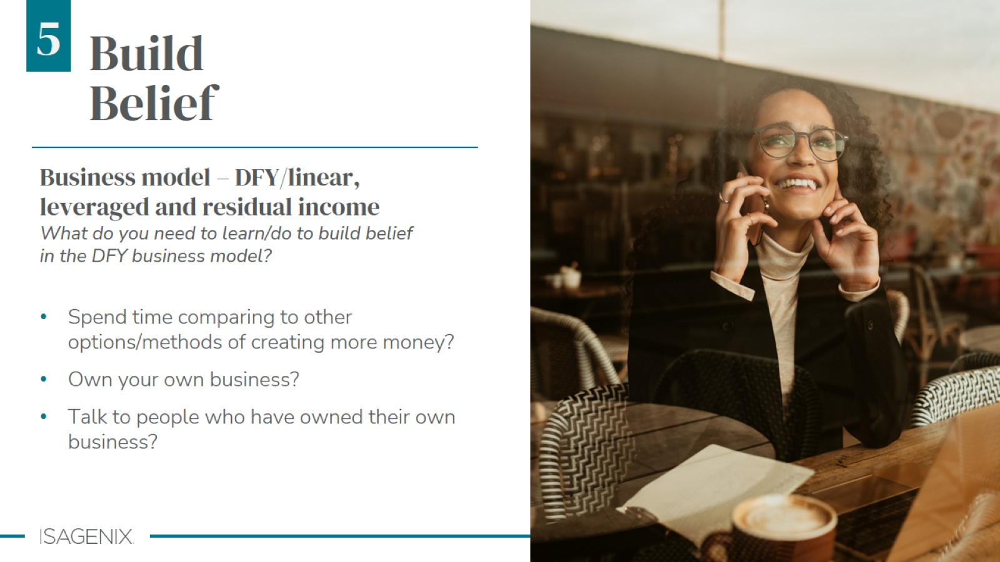 5
Build
Belief
Business model – DFY/linear,
leveraged and residual income
What do you need to learn/do to build belief
in the DFY business model?
• Spend time comparing to other
options/methods of creating more money?
• Own your own business?
• Talk to people who have owned their own
business?
ISAGENIX